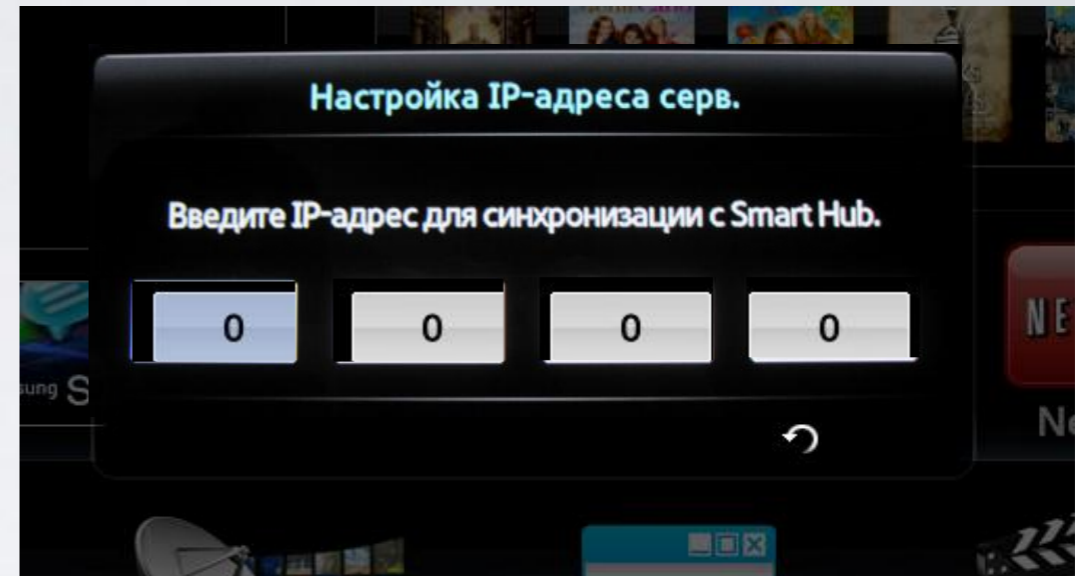 Настройка IP-адреса серв.
Введите IP-адрес для синхронизации с Smart Hub.
0 0 0 0
sung S
NE
Ne